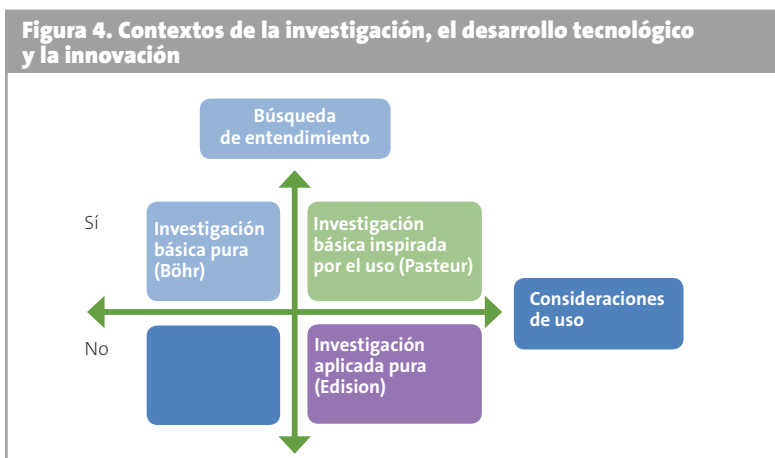 Figura 4. Contextos de la investigación, el desarrollo tecnológico
y la innovación
Búsqueda
de entendimiento
Sí
Investigación
básica pura
(Böhr)
Investigación
básica inspirada
por el uso (Pasteur)
Consideraciones
de uso
No
Investigación
aplicada pura
(Edision)